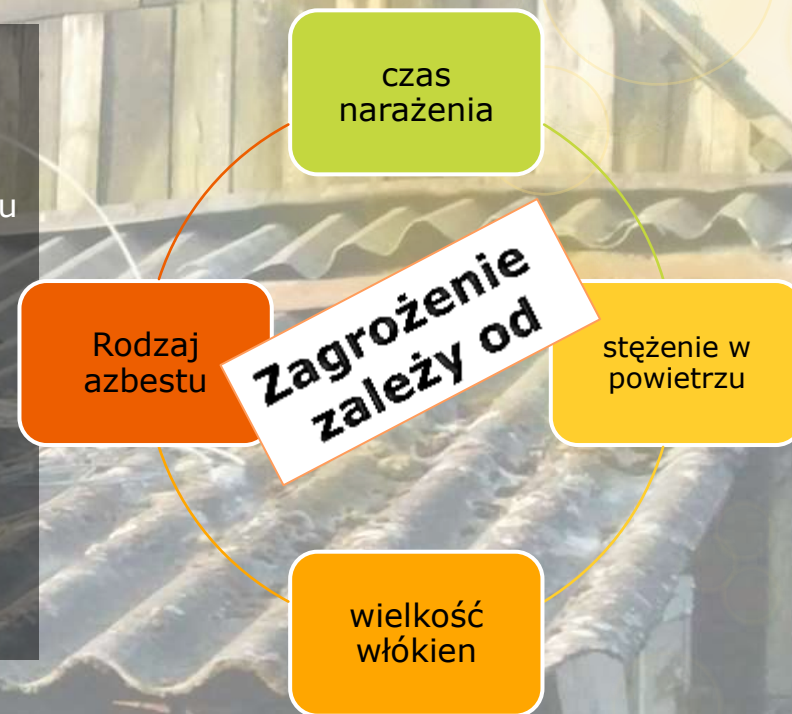 czas
narażenia
u
Zagrożenie
zależy od
Rodzaj
azbestu
stężenie w
powietrzu
wielkość
włókien